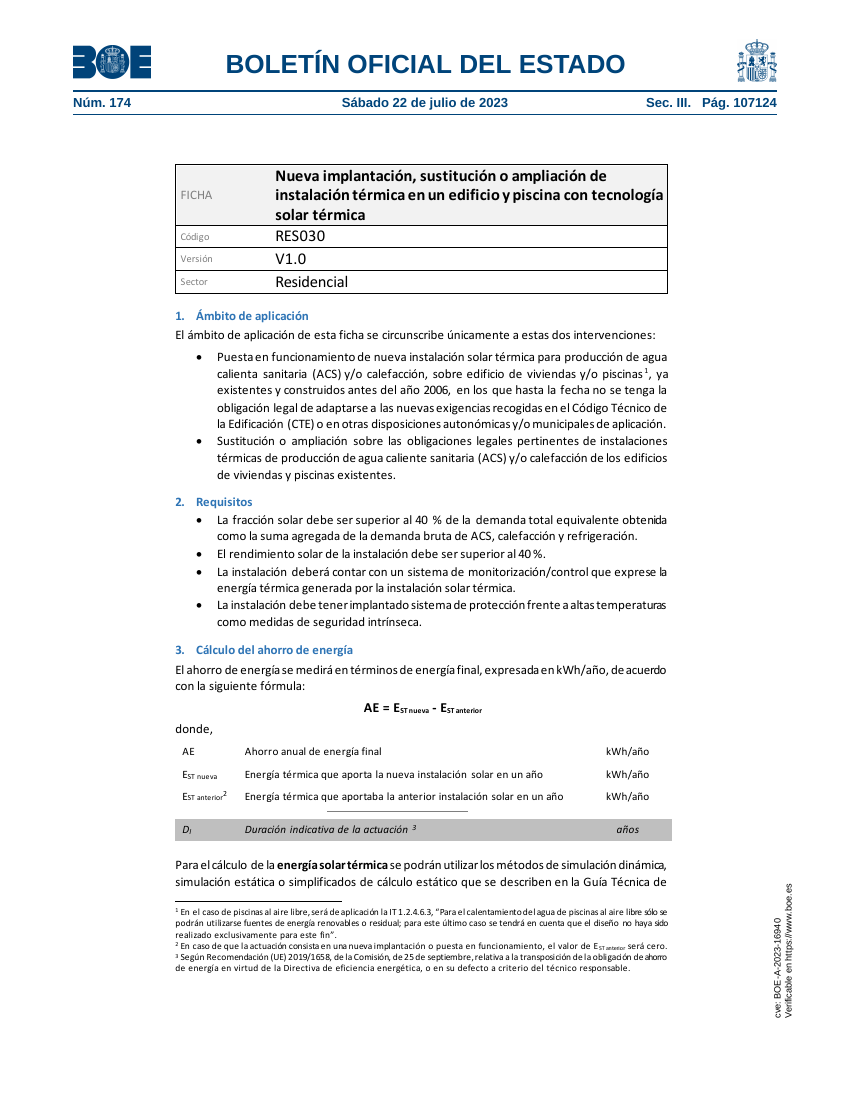 BOE
BOLETÍN OFICIAL DEL ESTADO
Núm. 174 Sábado 22 de julio de 2023 Sec. III. Pág. 107124
FICHA
Nueva implantación, sustitución o ampliación de
instalación térmica en un edificio y piscina con tecnología
solar térmica
Código RES030
Versión V1.0
Sector Residencial
1. Ámbito de aplicación
El ámbito de aplicación de esta ficha se circunscribe únicamente a estas dos intervenciones:
• Puesta en funcionamiento de nueva instalación solar térmica para producción de agua
calienta sanitaria (ACS) y/o calefacción, sobre edificio de viviendas y/o piscinas¹, ya
existentes y construidos antes del año 2006, en los que hasta la fecha no se tenga la
obligación legal de adaptarse a las nuevas exigencias recogidas en el Código Técnico de
la Edificación (CTE) o en otras disposiciones autonómicas y/o municipales de aplicación.
• Sustitución o ampliación sobre las obligaciones legales pertinentes de instalaciones
térmicas de producción de agua caliente sanitaria (ACS) y/o calefacción de los edificios
de viviendas y piscinas existentes.
2. Requisitos
• La fracción solar debe ser superior al 40 % de la demanda total equivalente obtenida
como la suma agregada de la demanda bruta de ACS, calefacción y refrigeración.
• El rendimiento solar de la instalación debe ser superior al 40 %.
• La instalación deberá contar con un sistema de monitorización/control que exprese la
energía térmica generada por la instalación solar térmica.
• La instalación debe tener implantado sistema de protección frente a altas temperaturas
como medidas de seguridad intrínseca.
3. Cálculo del ahorro de energía
El ahorro de energía se medirá en términos de energía final, expresada en kWh/año, de acuerdo
con la siguiente fórmula:
AE = E ST nueva - E ST anterior
donde,
AE Ahorro anual de energía final kWh/año
E ST nueva Energía térmica que aporta la nueva instalación solar en un año kWh/año
E ST anterior² Energía térmica que aportaba la anterior instalación solar en un año kWh/año
Di Duración indicativa de la actuación ³ años
Para el cálculo de la energía solar térmica se podrán utilizar los métodos de simulación dinámica,
simulación estática o simplificados de cálculo estático que se describen en la Guía Técnica de
¹ En el caso de piscinas al aire libre, será de aplicación la IT 1.2.4.6.3, “Para el calentamiento del agua de piscinas al aire libre sólo se
podrán utilizarse fuentes de energía renovables o residual; para este último caso se tendrá en cuenta que el diseño no haya sido
realizado exclusivamente para este fin”.
² En caso de que la actuación consista en una nueva implantación o puesta en funcionamiento, el valor de E ST anterior será cero.
³ Según Recomendación (UE) 2019/1658, de la Comisión, de 25 de septiembre, relativa a la transposición de la obligación de ahorro
de energía en virtud de la Directiva de eficiencia energética, o en su defecto a criterio del técnico responsable.
cve: BOE-A-2023-16940
Verificable en https://www.boe.es